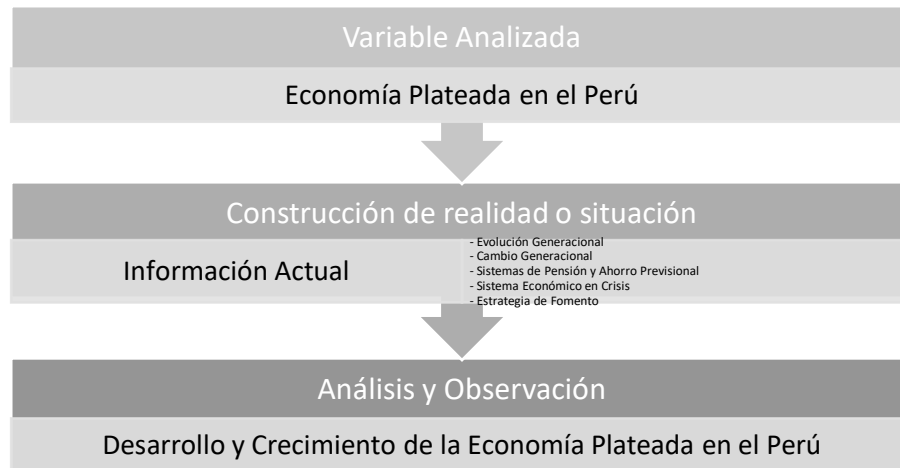 Variable Analizada
Economía Plateada en el Perú
Construcción de realidad o situación
Información Actual
- Evolución Generacional
- Cambio Generacional
- Sistemas de Pensión y Ahorro Previsional
- Sistema Económico en Crisis
- Estrategia de Fomento
Análisis y Observación
Desarrollo y Crecimiento de la Economía Plateada en el Perú